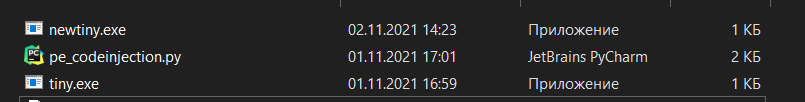 newtiny.exe 02.11.2021 14:23 Приложение 1 КБ
pe_codeinjection.py 01.11.2021 17:01 JetBrains PyCharm 2 КБ
tiny.exe 01.11.2021 16:59 Приложение 1 КБ